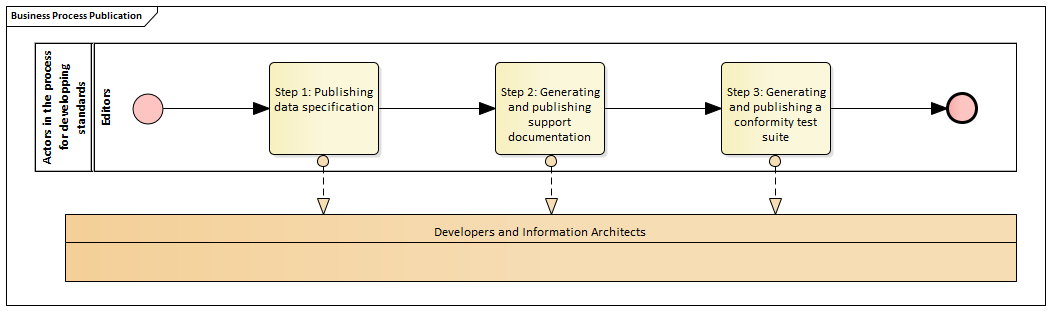 Business Process Publication
Actors in the process
for developping
standards
Editors
Step 1: Publishing
data specification
Step 2: Generating
and publishing
support
documentation
Step 3: Generating
and publishing a
conformity test
suite
Developers and Information Architects